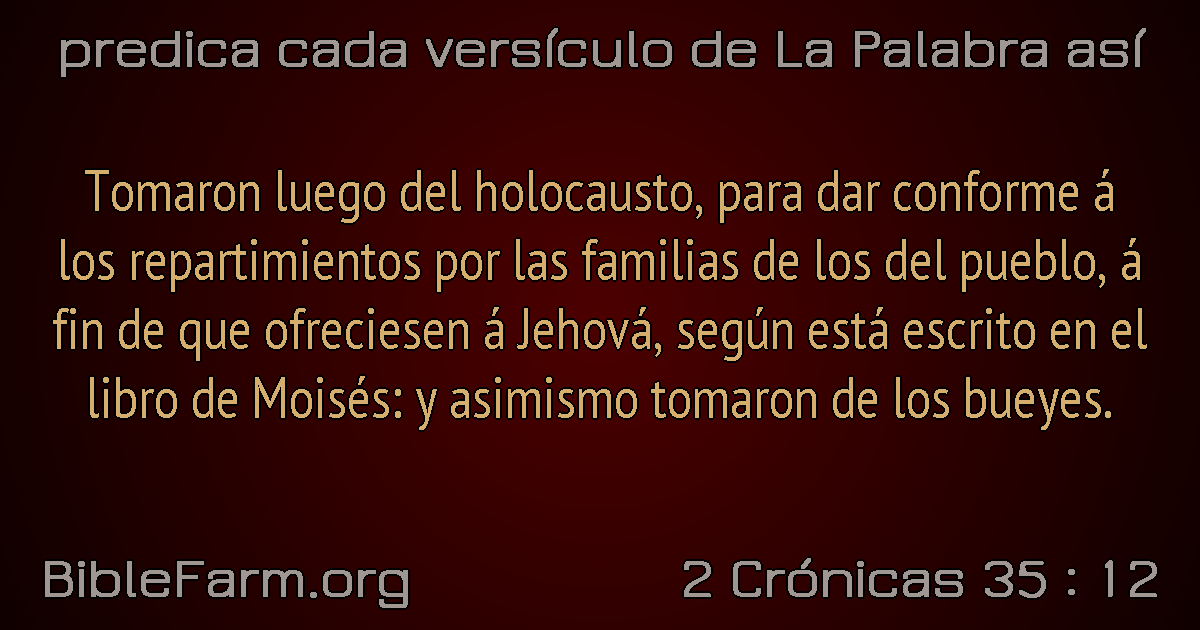 predica cada versículo de La Palabra así
Tomaron luego del holocausto, para dar conforme á
los repartimientos por las familias de los del pueblo, á
fin de que ofreciesen á Jehová, según está escrito en el
libro de Moisés: y asimismo tomaron de los bueyes.
BibleFarm.org
2 Crónicas 35 : 12